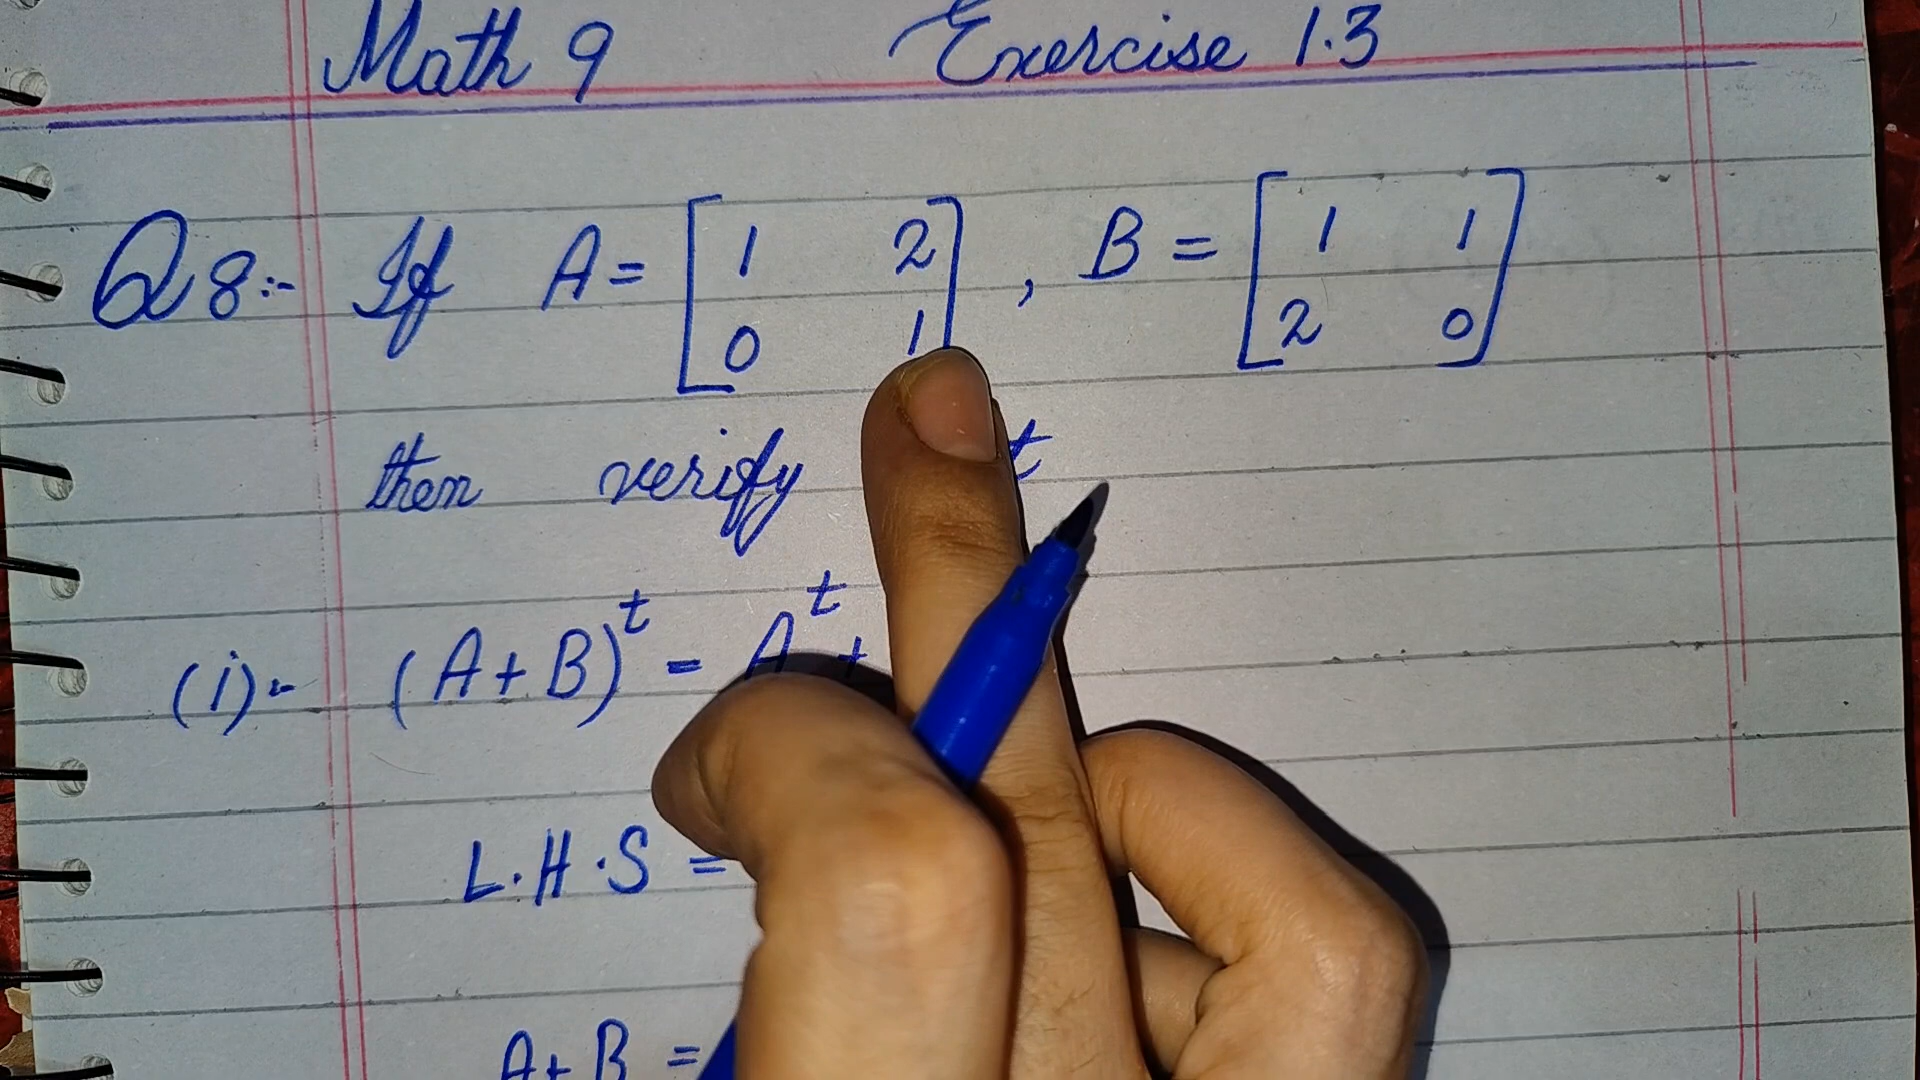 Math 9 Exercise 1.3
Q8:- If A = [1 2 , B = [1 1
0 1] 2 0]
then verify t
(i):- (A+B)^t = A^t +
L.H.S =
A+B =